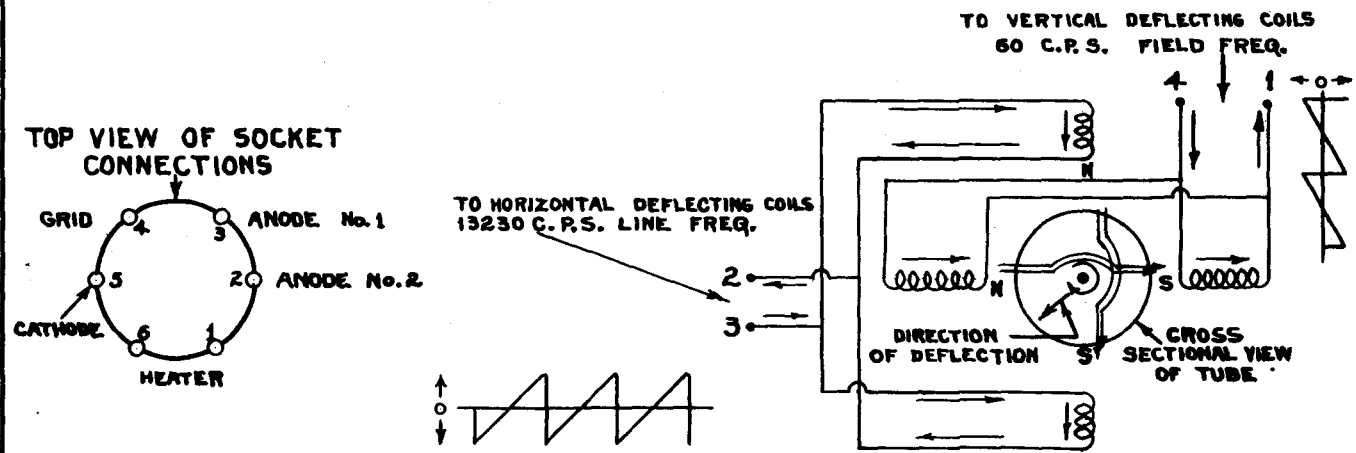 TO VERTICAL DEFLECTING COILS
60 C.P.S. FIELD FREQ.
4
1
←O→
TOP VIEW OF SOCKET
CONNECTIONS
GRID
4
3
ANODE No.1
5
2
ANODE No.2
CATHODE
6
1
HEATER
TO HORIZONTAL DEFLECTING COILS
13230 C.P.S. LINE FREQ.
2
3
N
N
S
S
DIRECTION
OF DEFLECTION
CROSS
SECTIONAL VIEW
OF TUBE
O